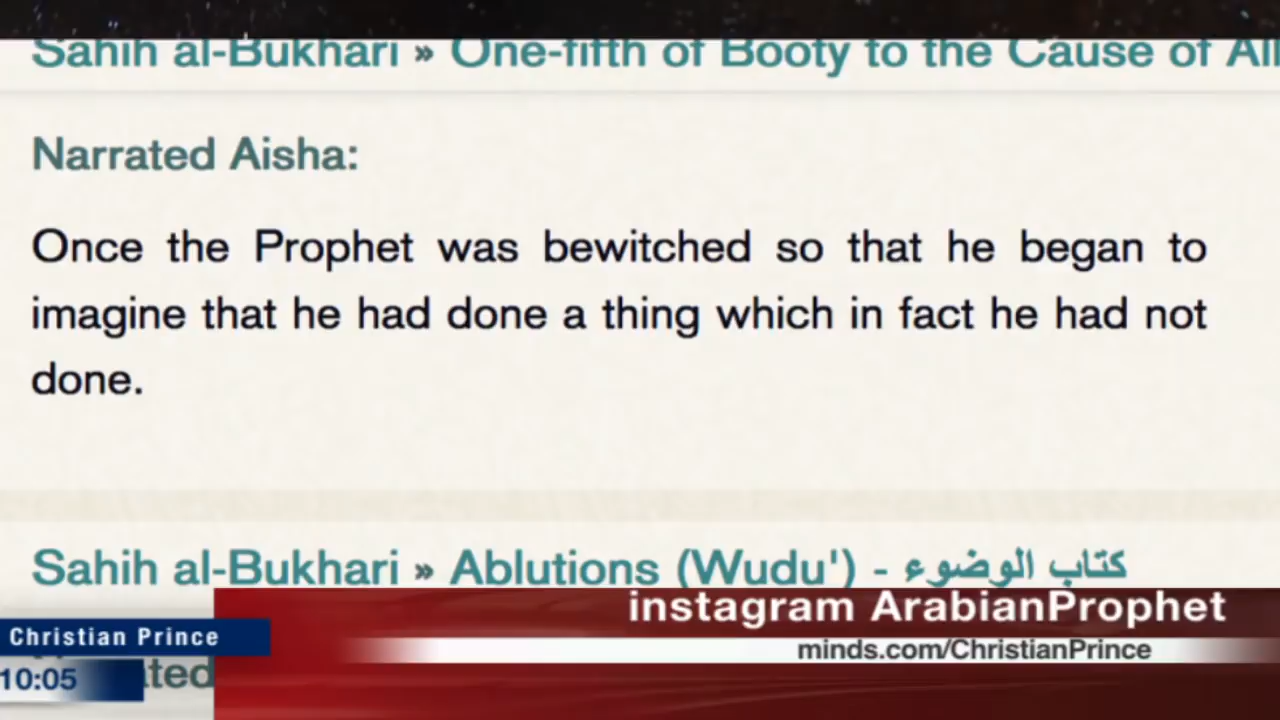 Sahih al-Bukhari » One-fifth of Booty to the Cause of All
Narrated Aisha:
Once the Prophet was bewitched so that he began to
imagine that he had done a thing which in fact he had not
done.
Sahih al-Bukhari » Ablutions (Wudu') - كتاب الوضوء
instagram ArabianProphet
Christian Prince
minds.com/ChristianPrince
10:05
ted